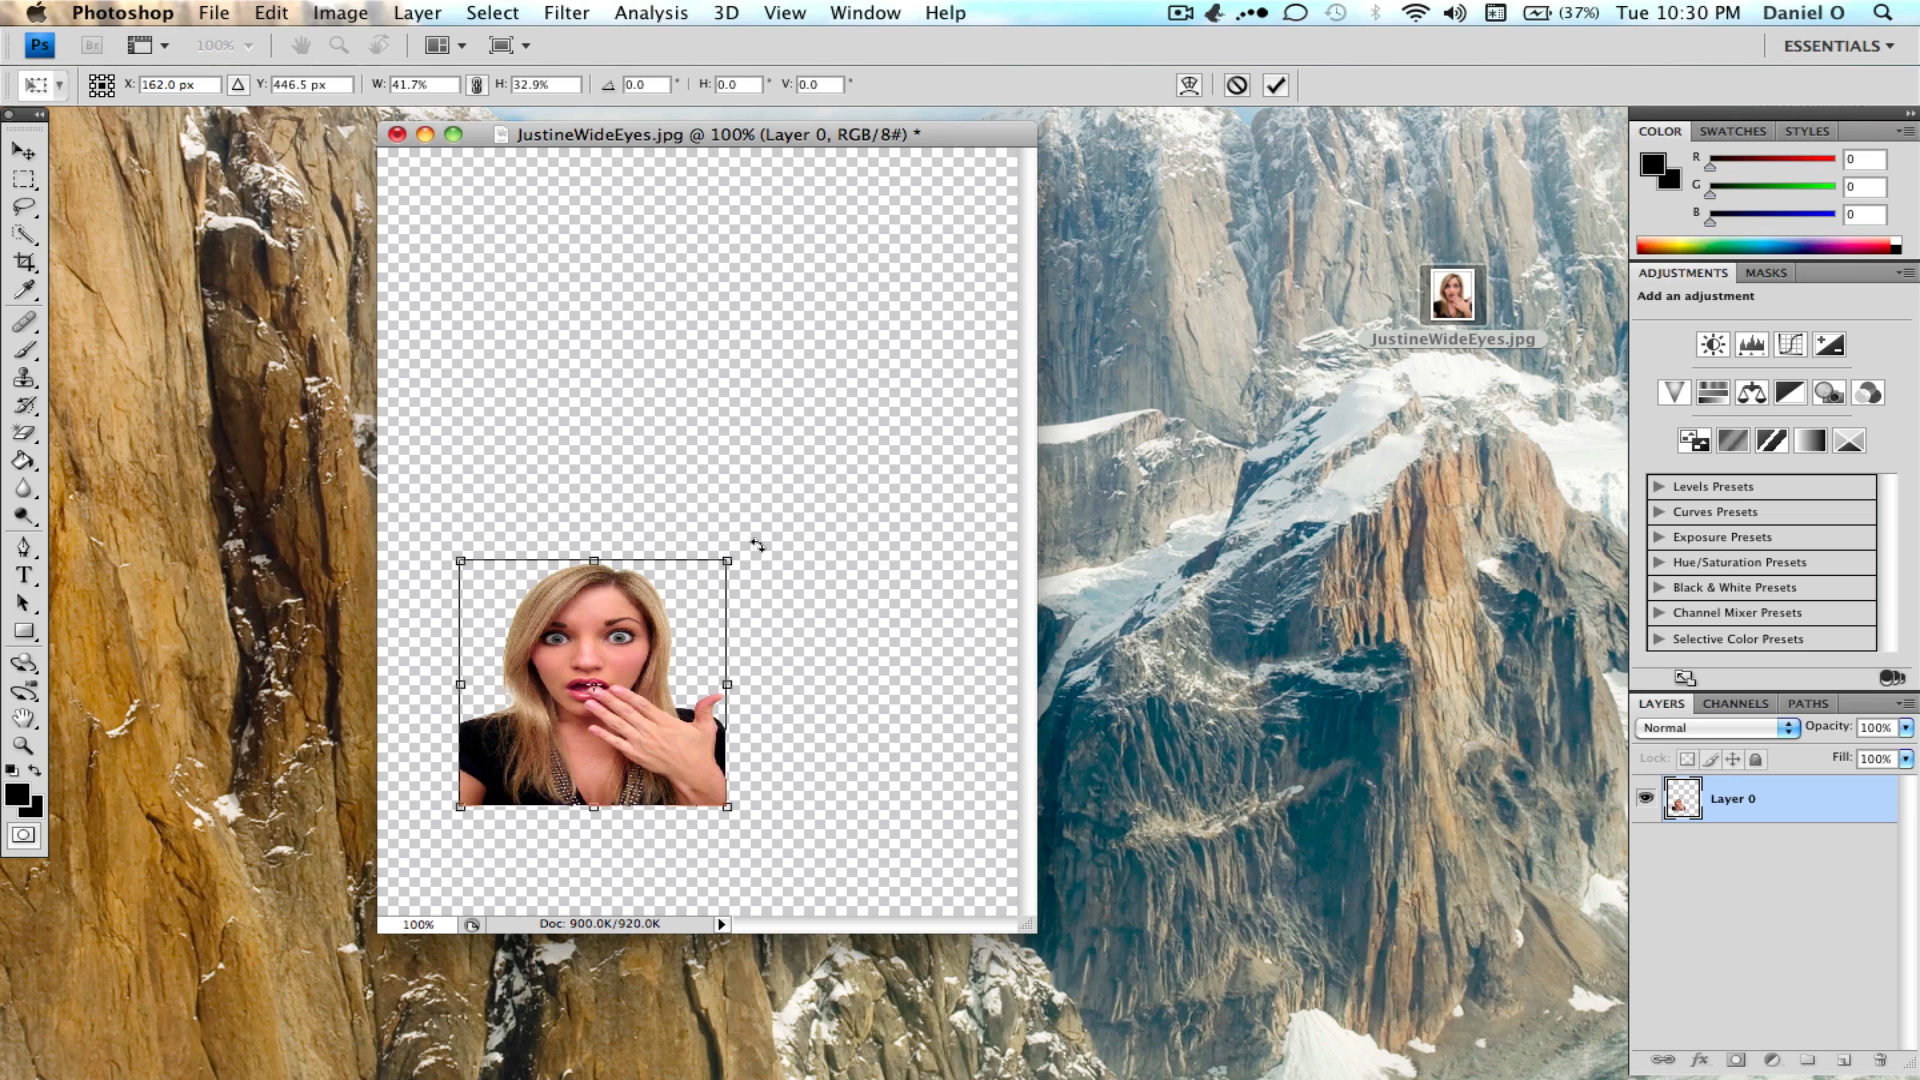 Photoshop File Edit Image Layer Select Filter Analysis 3D View Window Help (37%) Tue 10:30 PM Daniel O
Ps Br 100% ESSENTIALS
X: 162.0 px Y: 446.5 px W: 41.7% H: 32.9% 0.0 ° H: 0.0 ° V: 0.0 °
JustineWideEyes.jpg @ 100% (Layer 0, RGB/8#) *
COLOR SWATCHES STYLES
R 0
G 0
B 0
ADJUSTMENTS MASKS
Add an adjustment
JustineWideEyes.jpg
Levels Presets
Curves Presets
Exposure Presets
Hue/Saturation Presets
Black & White Presets
Channel Mixer Presets
Selective Color Presets
LAYERS CHANNELS PATHS
Normal Opacity: 100%
Lock: Fill: 100%
Layer 0
100% Doc: 900.0K/920.0K